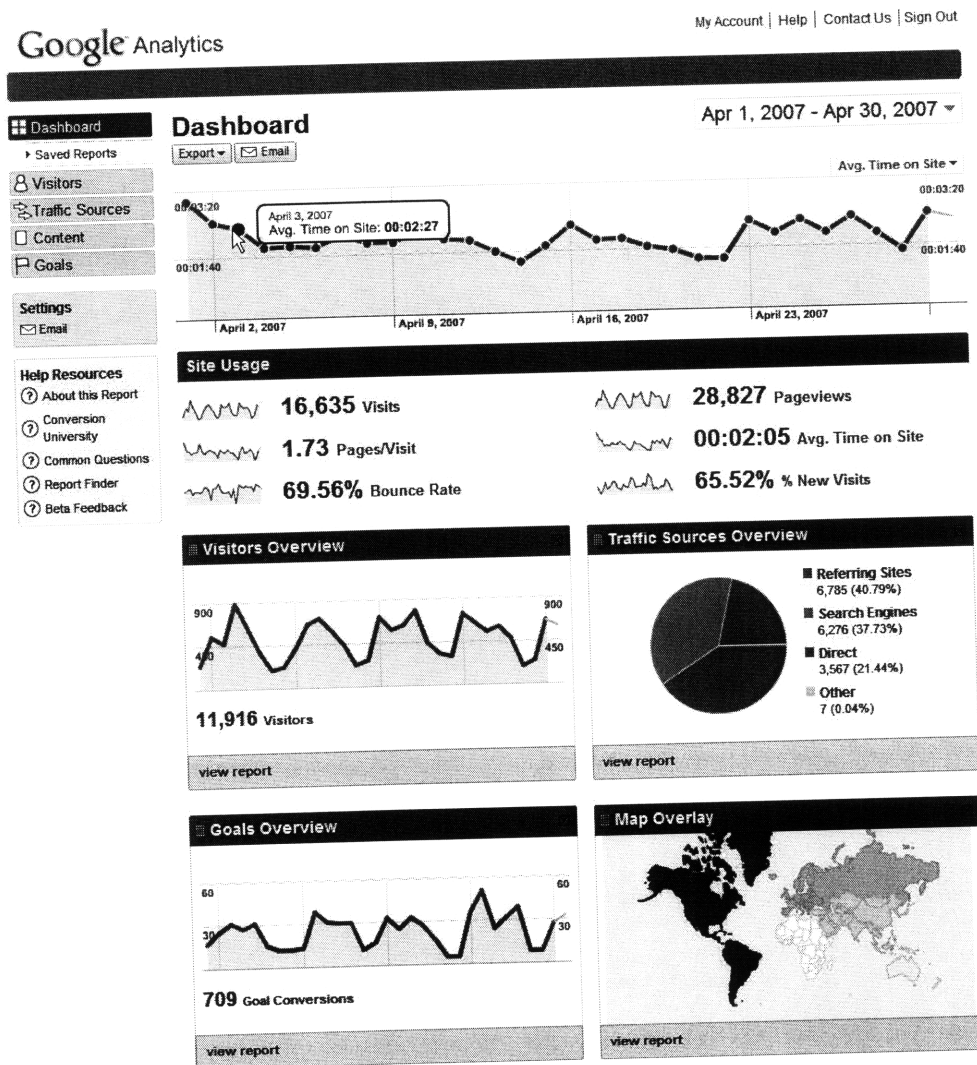 My Account | Help | Contact Us | Sign Out
Google Analytics
Dashboard
Saved Reports
Visitors
Traffic Sources
Content
Goals
Settings
Email
Help Resources
About this Report
Conversion
University
Common Questions
Report Finder
Beta Feedback
Dashboard
Apr 1, 2007 - Apr 30, 2007
Export
Email
Avg. Time on Site
00:03:20
00:03:20
April 3, 2007
Avg. Time on Site: 00:02:27
00:01:40
00:01:40
April 2, 2007
April 9, 2007
April 16, 2007
April 23, 2007
Site Usage
16,635 Visits
28,827 Pageviews
1.73 Pages/Visit
00:02:05 Avg. Time on Site
69.56% Bounce Rate
65.52% % New Visits
Visitors Overview
900
900
450
450
11,916 Visitors
view report
Traffic Sources Overview
Referring Sites
6,785 (40.79%)
Search Engines
6,276 (37.73%)
Direct
3,567 (21.44%)
Other
7 (0.04%)
view report
Goals Overview
60
60
30
30
709 Goal Conversions
view report
Map Overlay
view report